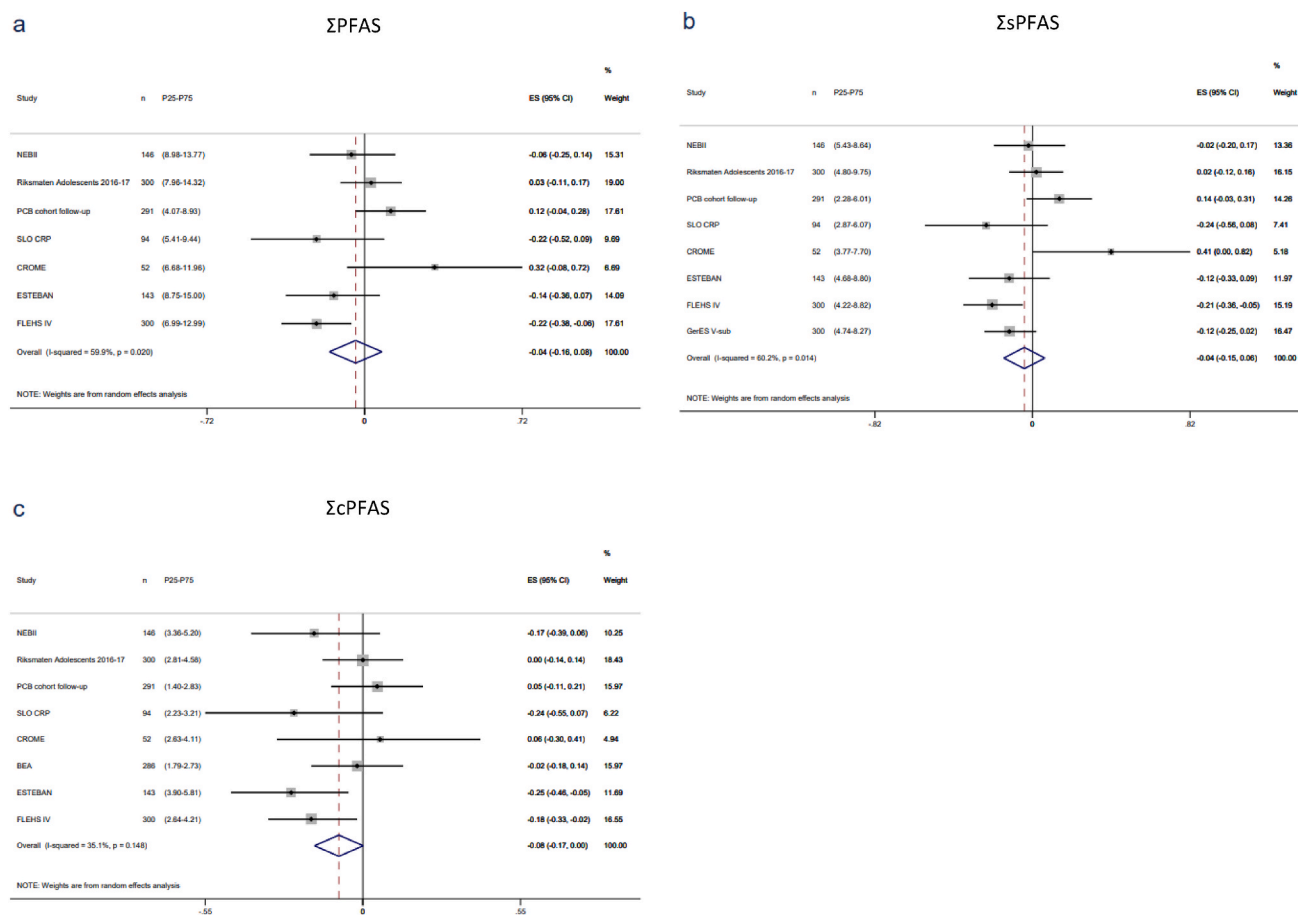 a
ΣPFAS
%
Study n P25-P75 ES (95% CI) Weight
NEBII 146 (8.98-13.77) -0.06 (-0.25, 0.14) 15.31
Riksmaten Adolescents 2016-17 300 (7.96-14.32) 0.03 (-0.11, 0.17) 19.00
PCB cohort follow-up 291 (4.07-8.93) 0.12 (-0.04, 0.28) 17.61
SLO CRP 94 (5.41-9.44) -0.22 (-0.52, 0.09) 9.69
CROME 52 (6.68-11.96) 0.32 (-0.08, 0.72) 6.69
ESTEBAN 143 (8.75-15.00) -0.14 (-0.36, 0.07) 14.09
FLEHS IV 300 (6.99-12.99) -0.22 (-0.38, -0.06) 17.61
Overall (I-squared = 59.9%, p = 0.020) -0.04 (-0.16, 0.08) 100.00
NOTE: Weights are from random effects analysis
-.72 0 .72
b
ΣsPFAS
%
Study n P25-P75 ES (95% CI) Weight
NEBII 146 (5.43-8.64) -0.02 (-0.20, 0.17) 13.36
Riksmaten Adolescents 2016-17 300 (4.80-9.75) 0.02 (-0.12, 0.16) 16.15
PCB cohort follow-up 291 (2.28-6.01) 0.14 (-0.03, 0.31) 14.26
SLO CRP 94 (2.87-6.07) -0.24 (-0.56, 0.08) 7.41
CROME 52 (3.77-7.70) 0.41 (0.00, 0.82) 5.18
ESTEBAN 143 (4.68-8.80) -0.12 (-0.33, 0.09) 11.97
FLEHS IV 300 (4.22-8.82) -0.21 (-0.36, -0.05) 15.19
GerES V-sub 300 (4.74-8.27) -0.12 (-0.25, 0.02) 16.47
Overall (I-squared = 60.2%, p = 0.014) -0.04 (-0.15, 0.06) 100.00
NOTE: Weights are from random effects analysis
-.82 0 .82
c
ΣcPFAS
%
Study n P25-P75 ES (95% CI) Weight
NEBII 146 (3.36-5.20) -0.17 (-0.39, 0.06) 10.25
Riksmaten Adolescents 2016-17 300 (2.81-4.58) 0.00 (-0.14, 0.14) 18.43
PCB cohort follow-up 291 (1.40-2.83) 0.05 (-0.11, 0.21) 15.97
SLO CRP 94 (2.23-3.21) -0.24 (-0.55, 0.07) 6.22
CROME 52 (2.63-4.11) 0.06 (-0.30, 0.41) 4.94
BEA 286 (1.79-2.73) -0.02 (-0.18, 0.14) 15.97
ESTEBAN 143 (3.90-5.81) -0.25 (-0.46, -0.05) 11.69
FLEHS IV 300 (2.64-4.21) -0.18 (-0.33, -0.02) 16.55
Overall (I-squared = 35.1%, p = 0.148) -0.08 (-0.17, 0.00) 100.00
NOTE: Weights are from random effects analysis
-.55 0 .55